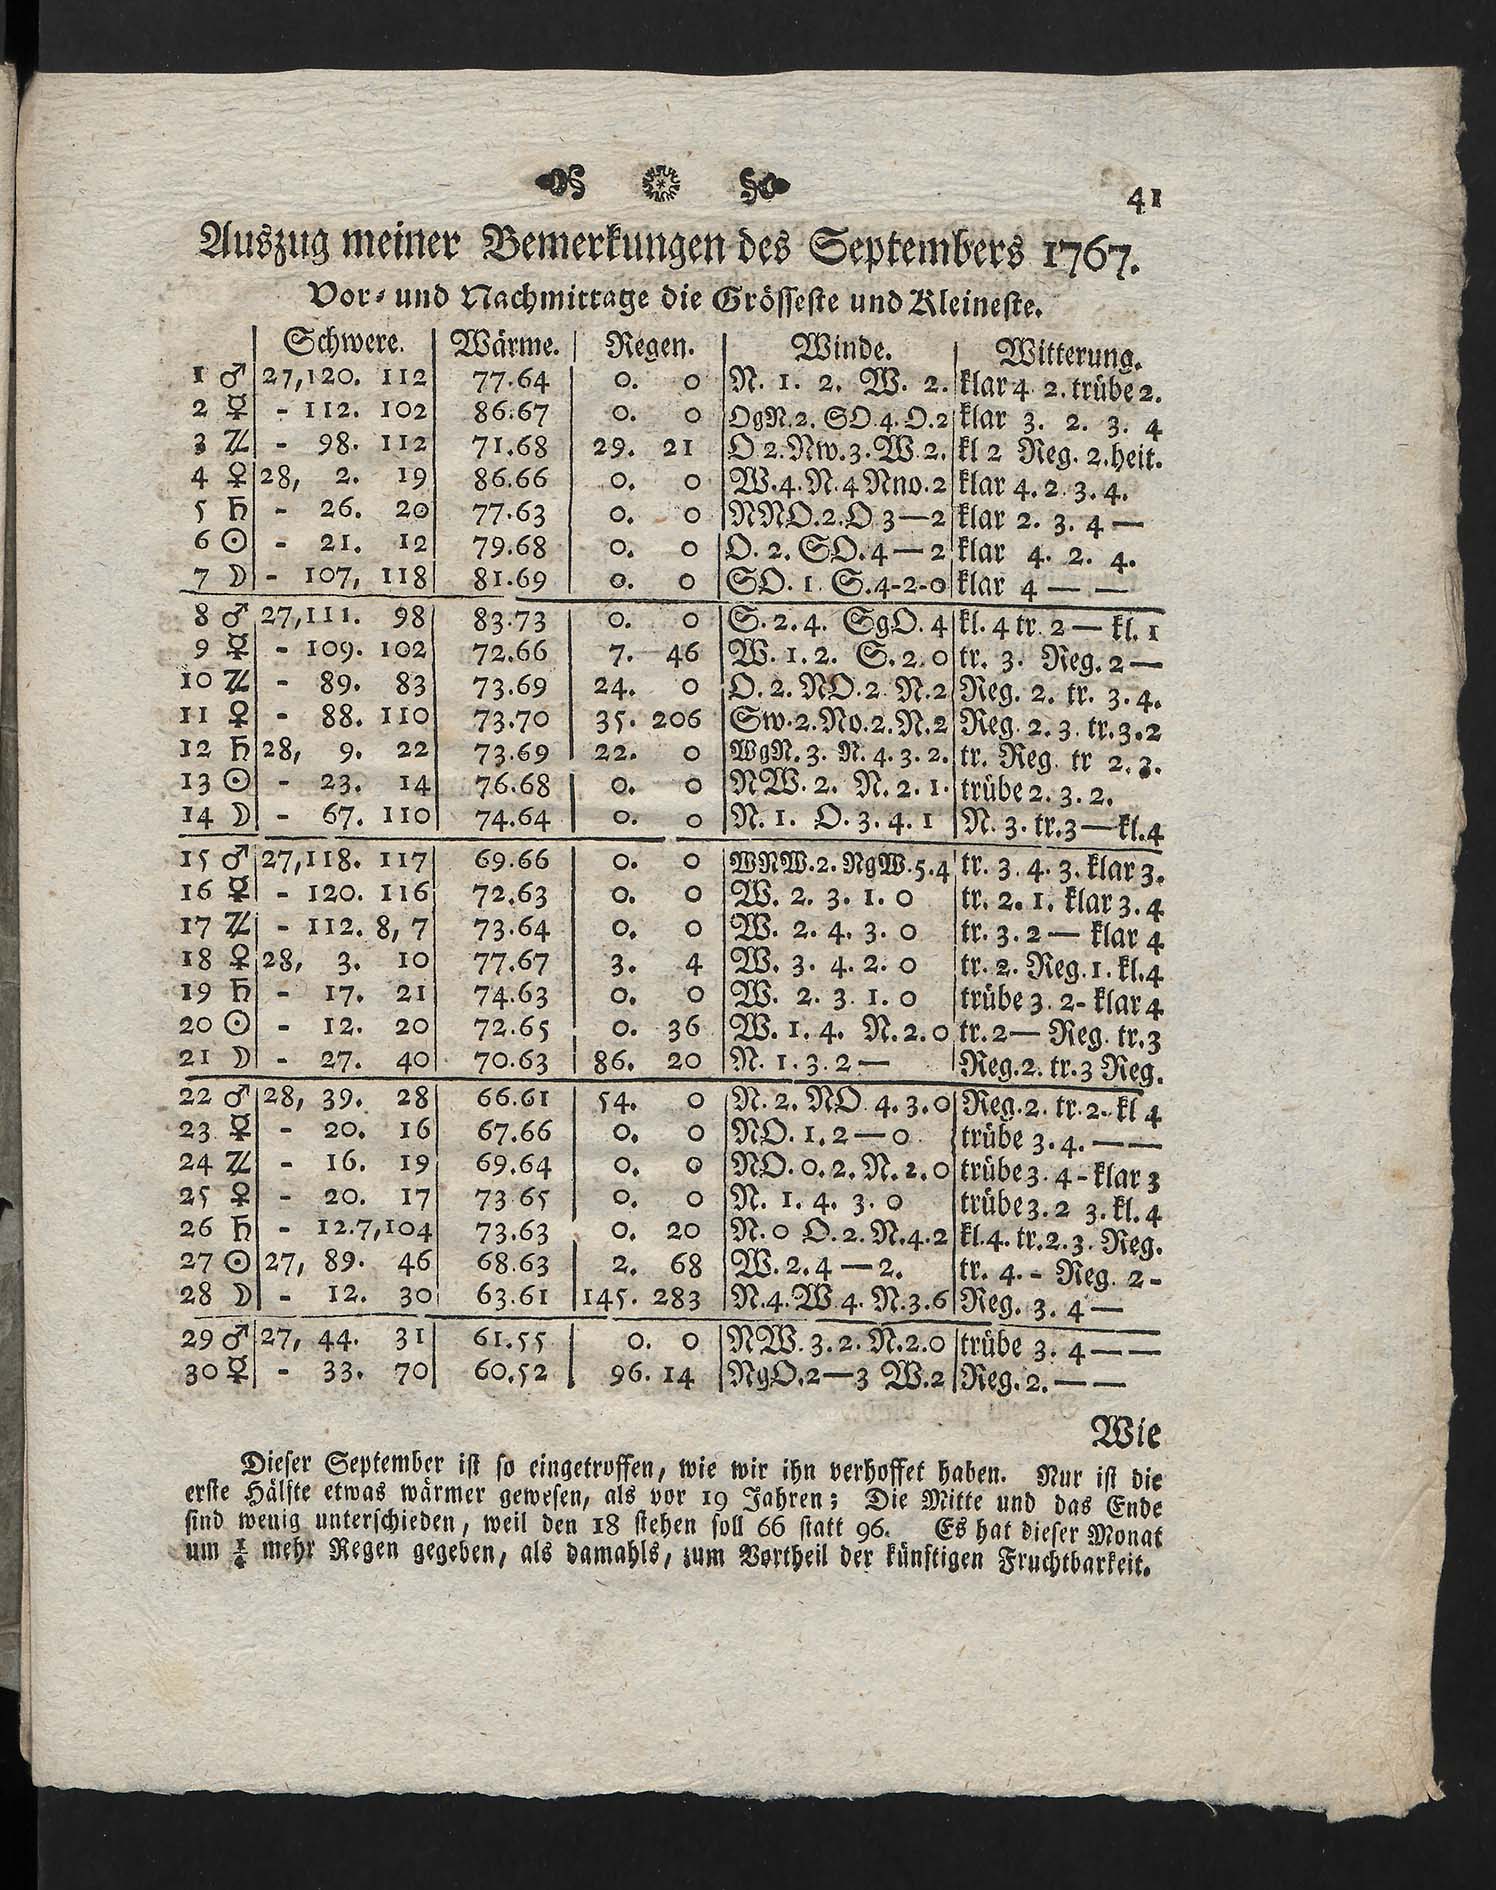 41
Auszug meiner Bemerkungen des Septembers 1767.
Vor- und Nachmittage die Grösseste und Kleineste.
Schwere. | Wärme. | Regen. | Winde. | Witterung.
1 ♂ | 27,120. 112 | 77.64 | 0. 0 | N. 1. 2. W. 2. | klar 4. 2. trübe 2.
2 ☿ | - 112. 102 | 86.67 | 0. 0 | OgN.2. SO.4.O.2 | klar 3. 2. 3. 4
3 ♃ | - 98. 112 | 71.68 | 29. 21 | O 2.Nw.3.W.2. | kl 2 Reg. 2.heit.
4 ♀ | 28, 2. 19 | 86.66 | 0. 0 | W.4.N.4 Nno.2 | klar 4. 2. 3. 4.
5 ♄ | - 26. 20 | 77.63 | 0. 0 | NNO.2.O 3—2 | klar 2. 3. 4 —
6 ☉ | - 21. 12 | 79.68 | 0. 0 | O. 2. SO.4—2 | klar 4. 2. 4.
7 ☽ | - 107, 118 | 81.69 | 0. 0 | SO. 1. S.4-2-0 | klar 4 — —
8 ♂ | 27,111. 98 | 83.73 | 0. 0 | S. 2. 4. SgO. 4 | kl. 4 tr. 2 — kl. 1
9 ☿ | - 109. 102 | 72.66 | 7. 46 | W. 1. 2. S. 2. 0 | tr. 3. Reg. 2 —
10 ♃ | - 89. 83 | 73.69 | 24. 0 | O. 2. NO. 2. N.2 | Reg. 2. tr. 3. 4.
11 ♀ | - 88. 110 | 73.70 | 35. 206 | Sw.2.No.2.N.2 | Reg. 2. 3. tr.3.2
12 ♄ | 28, 9. 22 | 73.69 | 22. 0 | WgN. 3. N. 4. 3. 2. | tr. Reg. tr 2. 3.
13 ☉ | - 23. 14 | 76.68 | 0. 0 | NW. 2. N. 2. 1. | trübe 2. 3. 2.
14 ☽ | - 67. 110 | 74.64 | 0. 0 | N. 1. O. 3. 4. 1 | N. 3. tr.3—kl.4
15 ♂ | 27,118. 117 | 69.66 | 0. 0 | WNW.2. NgW.5.4 | tr. 3. 4. 3. klar 3.
16 ☿ | - 120. 116 | 72.63 | 0. 0 | W. 2. 3. 1. 0 | tr. 2. 1. klar 3. 4
17 ♃ | - 112. 8, 7 | 73.64 | 0. 0 | W. 2. 4. 3. 0 | tr. 3. 2 — klar 4
18 ♀ | 28, 3. 10 | 77.67 | 3. 4 | W. 3. 4. 2. 0 | tr. 2. Reg. 1. kl.4
19 ♄ | - 17. 21 | 74.63 | 0. 0 | W. 2. 3. 1. 0 | trübe 3. 2- klar 4
20 ☉ | - 12. 20 | 72.65 | 0. 36 | W. 1. 4. N. 2. 0 | tr. 2— Reg. tr.3
21 ☽ | - 27. 40 | 70.63 | 86. 20 | N. 1. 3. 2 — | Reg.2. tr.3 Reg.
22 ♂ | 28, 39. 28 | 66.61 | 54. 0 | N. 2. NO. 4. 3. 0 | Reg.2. tr. 2. kl 4
23 ☿ | - 20. 16 | 67.66 | 0. 0 | NO. 1. 2 — 0 | trübe 3. 4. — —
24 ♃ | - 16. 19 | 69.64 | 0. 0 | NO. 0. 2. N. 2. 0 | trübe 3. 4 - klar 3
25 ♀ | - 20. 17 | 73 65 | 0. 0 | N. 1. 4. 3. 0 | trübe 3. 2 3. kl. 4
26 ♄ | - 12.7,104 | 73.63 | 0. 20 | N. 0 O. 2. N.4.2 | kl.4. tr.2.3. Reg.
27 ☉ | 27, 89. 46 | 68.63 | 2. 68 | W. 2. 4 — 2. | tr. 4. - Reg. 2 -
28 ☽ | - 12. 30 | 63.61 | 145. 283 | N.4. W 4. N.3.6 | Reg. 3. 4 —
29 ♂ | 27, 44. 31 | 61.55 | 0. 0 | NW. 3.2. N.2.0 | trübe 3. 4 — —
30 ☿ | - 33. 70 | 60.52 | 96. 14 | NgO.2—3 W.2 | Reg. 2. — —
Wie
Dieser September ist so eingetroffen, wie wir ihn verhoffet haben. Nur ist die
erste Hälfte etwas wärmer gewesen, als vor 19 Jahren; Die Mitte und das Ende
sind wenig unterschieden, weil den 18 stehen soll 66 statt 96. Es hat dieser Monat
um mehr Regen gegeben, als damahls, zum Vortheil der künftigen Fruchtbarkeit.